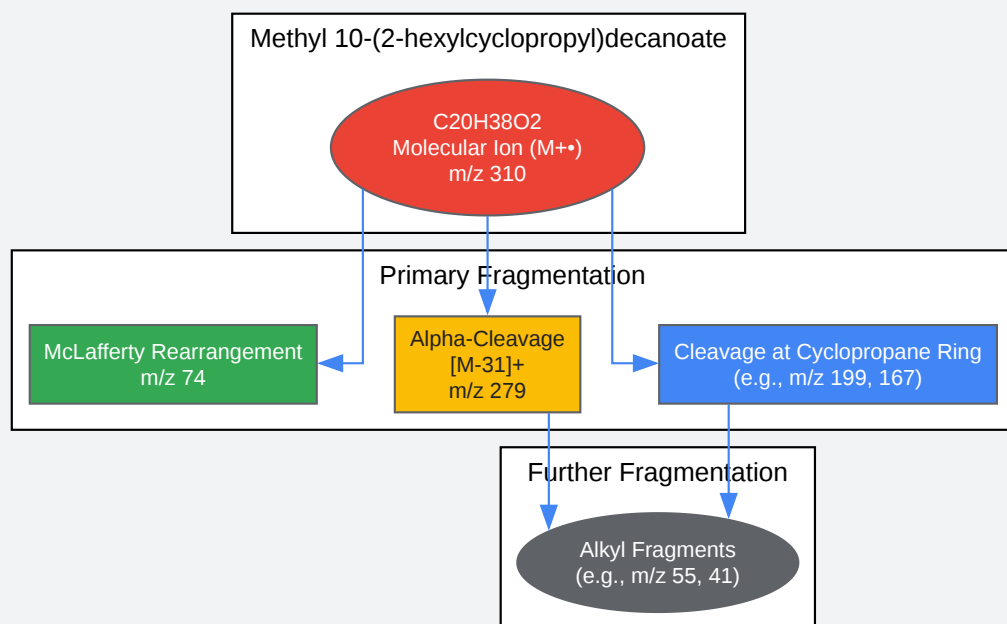 Methyl 10-(2-hexylcyclopropyl)decanoate
C20H38O2
Molecular Ion (M+•)
m/z 310
Primary Fragmentation
McLafferty Rearrangement
m/z 74
Alpha-Cleavage
[M-31]+
m/z 279
Cleavage at Cyclopropane Ring
(e.g., m/z 199, 167)
Further Fragmentation
Alkyl Fragments
(e.g., m/z 55, 41)